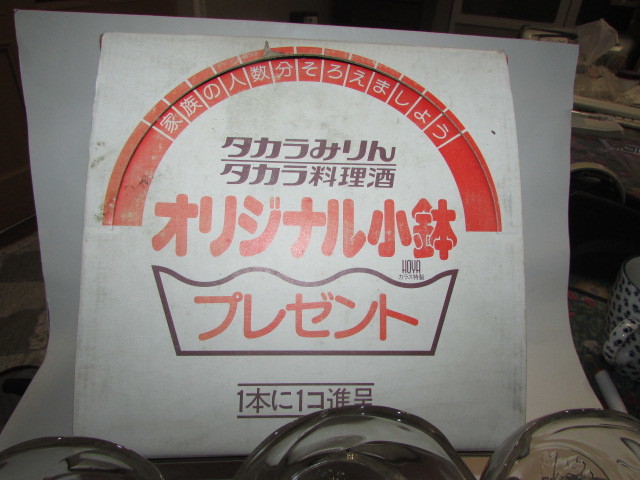 家族の人数分そろえましょう
タカラみりん
タカラ料理酒
オリジナル小鉢
HOYA
ガラス特製
プレゼント
1本に1コ進呈